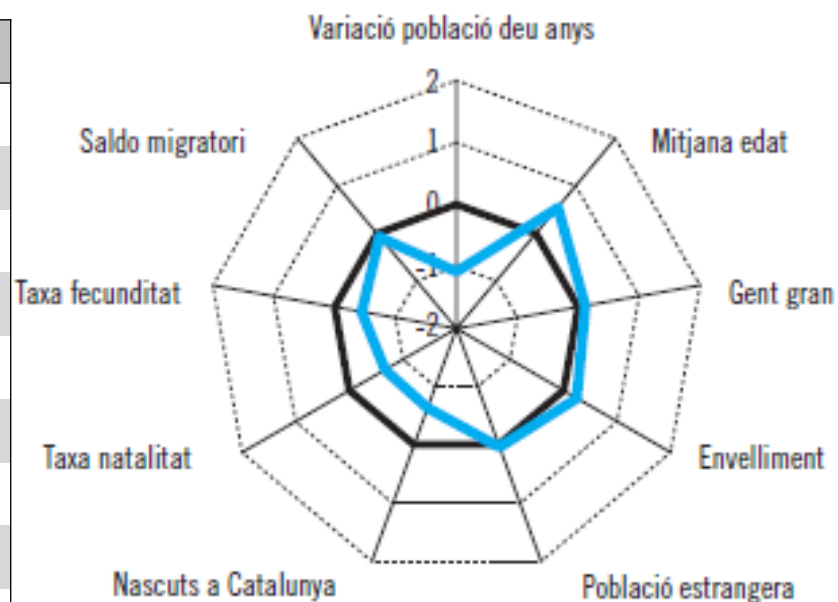 Variació població deu anys
2
Saldo migratori
1
Mitjana edat
0
Taxa fecunditat
-1
Gent gran
-2
Taxa natalitat
Envelliment
Nascuts a Catalunya
Població estrangera